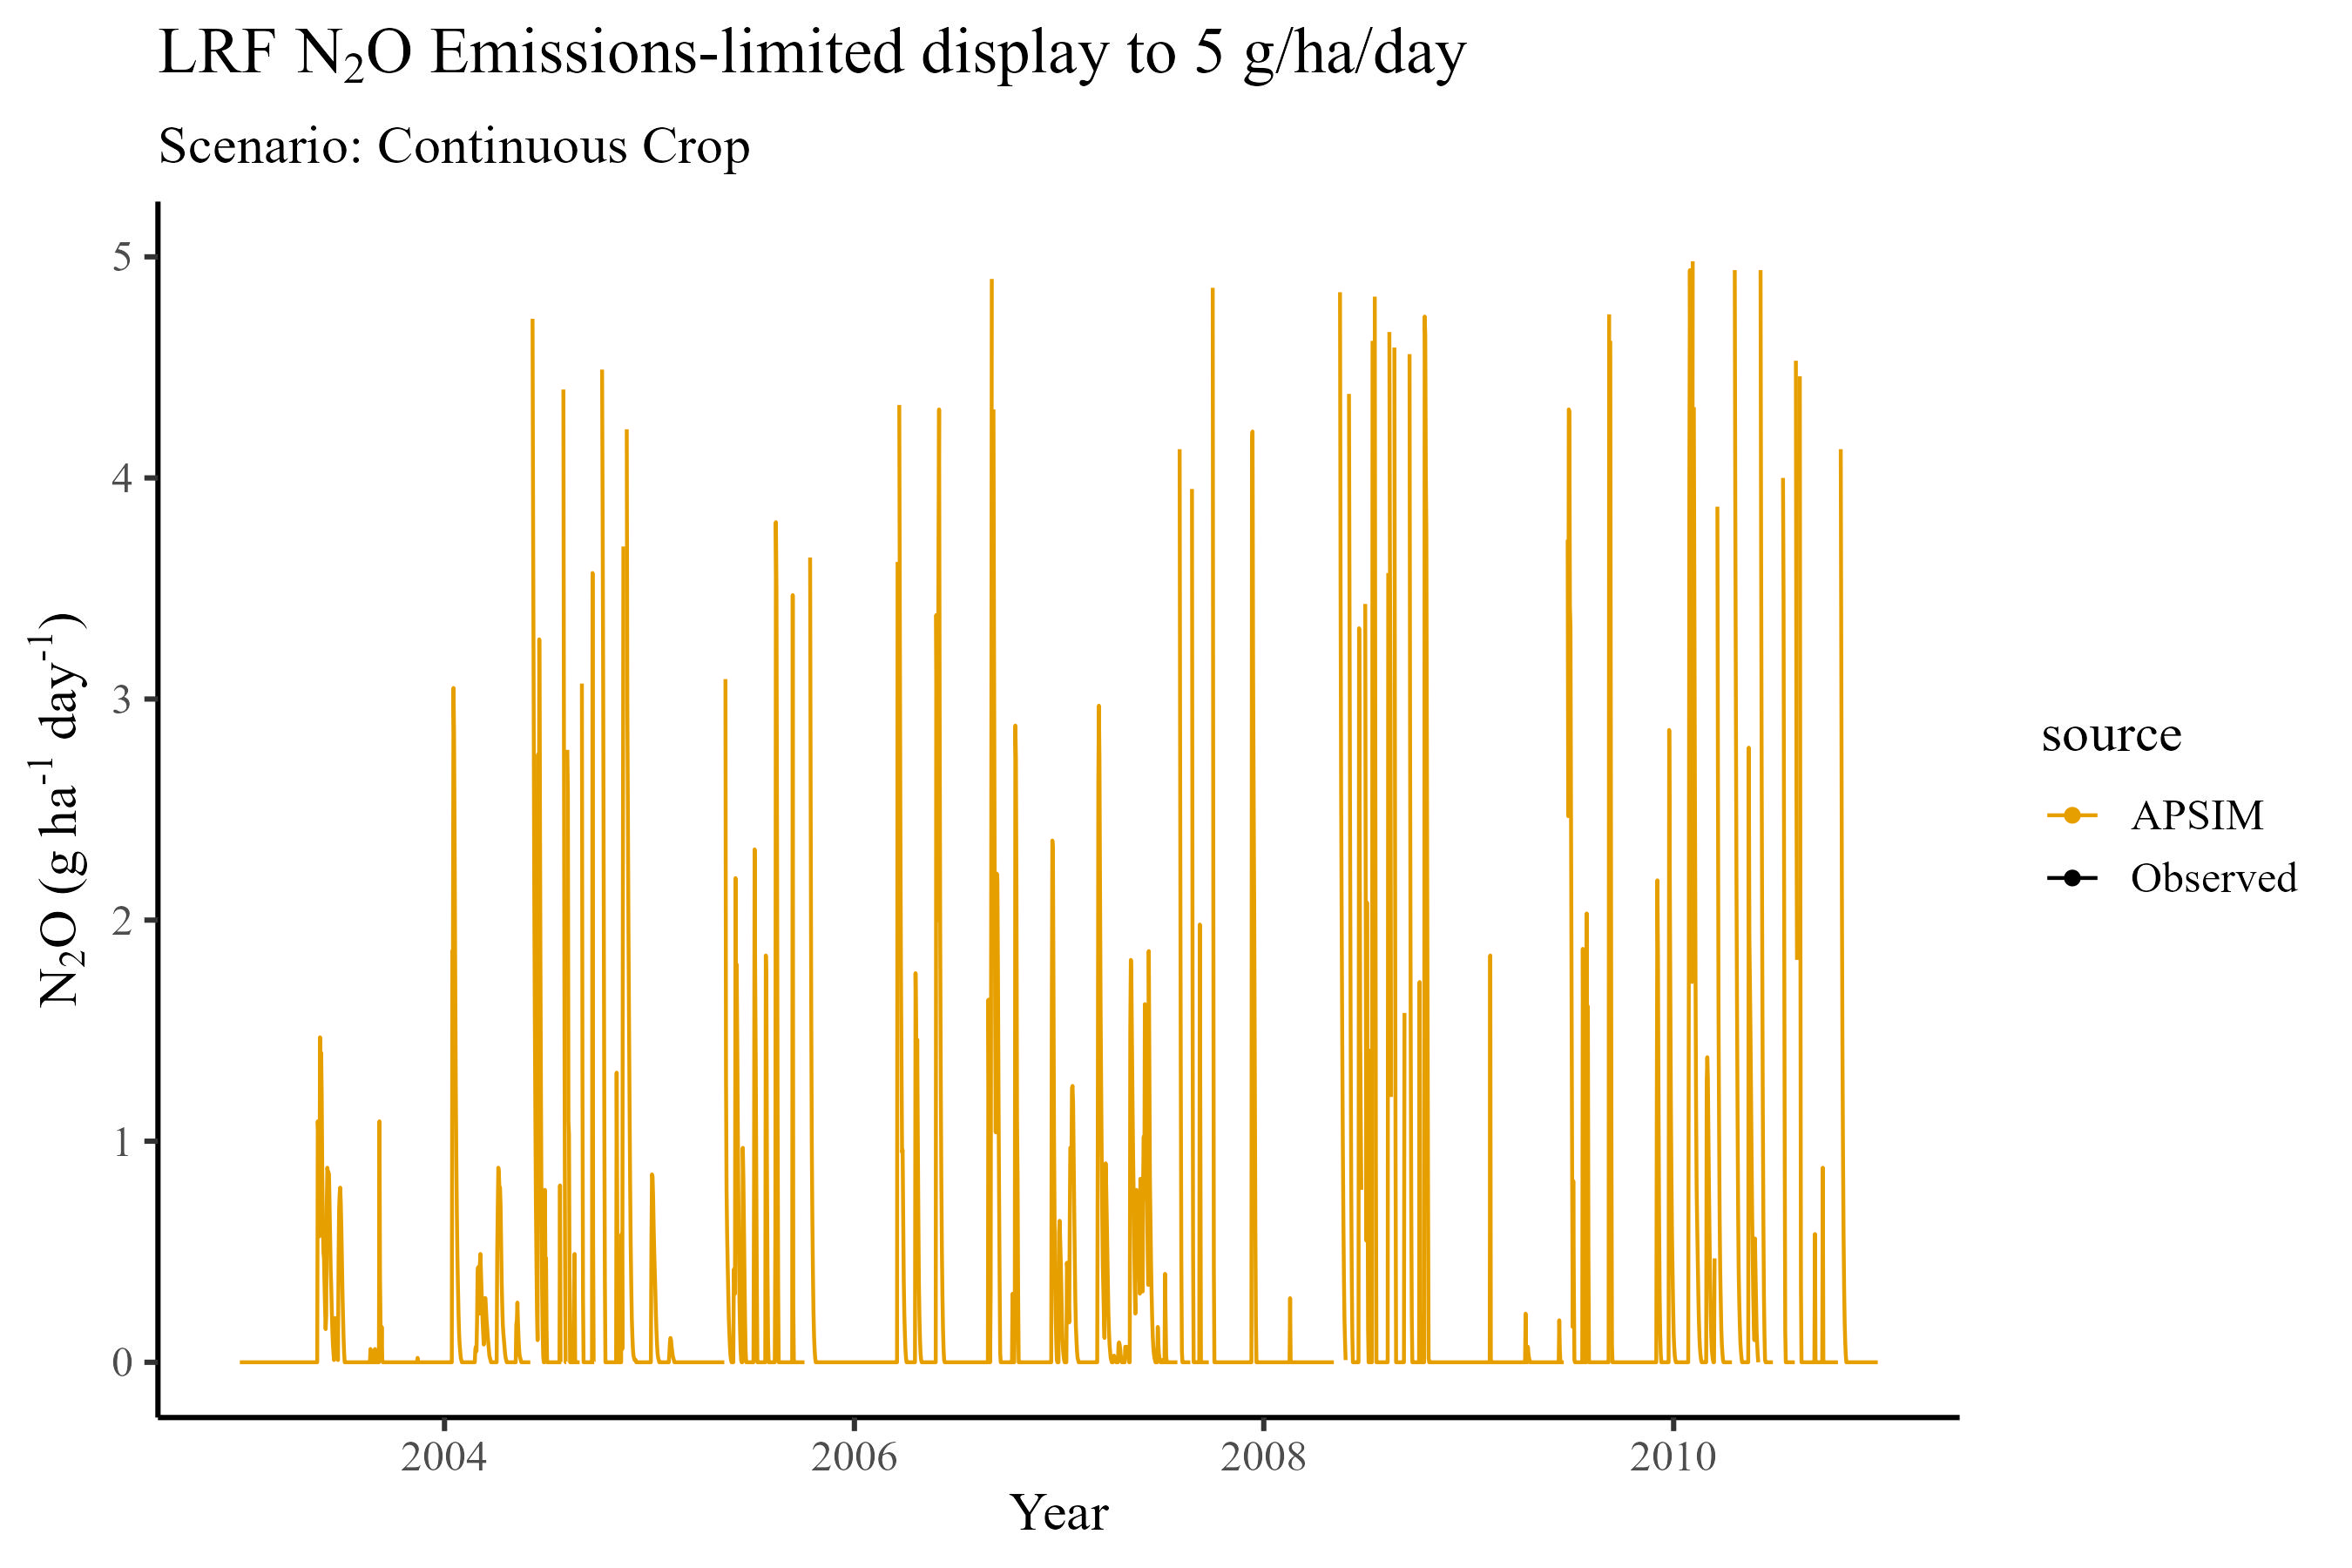 LRF N₂O Emissions-limited display to 5 g/ha/day
Scenario: Continuous Crop
5
4
3
2
1
0
N₂O (g ha⁻¹ day⁻¹)
2004
2006
2008
2010
Year
source
APSIM
Observed